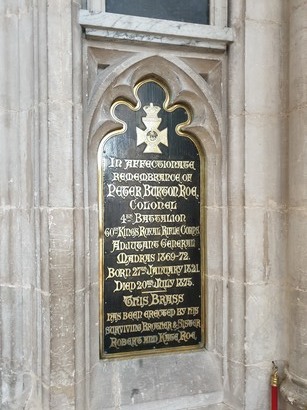 In affectionate
remembrance of
Peter Burton Roe,
Colonel
4th Battalion
60th Kings Royal Rifle Corps.
Adjutant General
Madras 1869-72.
Born 27th January 1821.
Died 20th July 1875.
This Brass
has been erected by his
surviving Brother & Sister
Robert and Kate Roe.